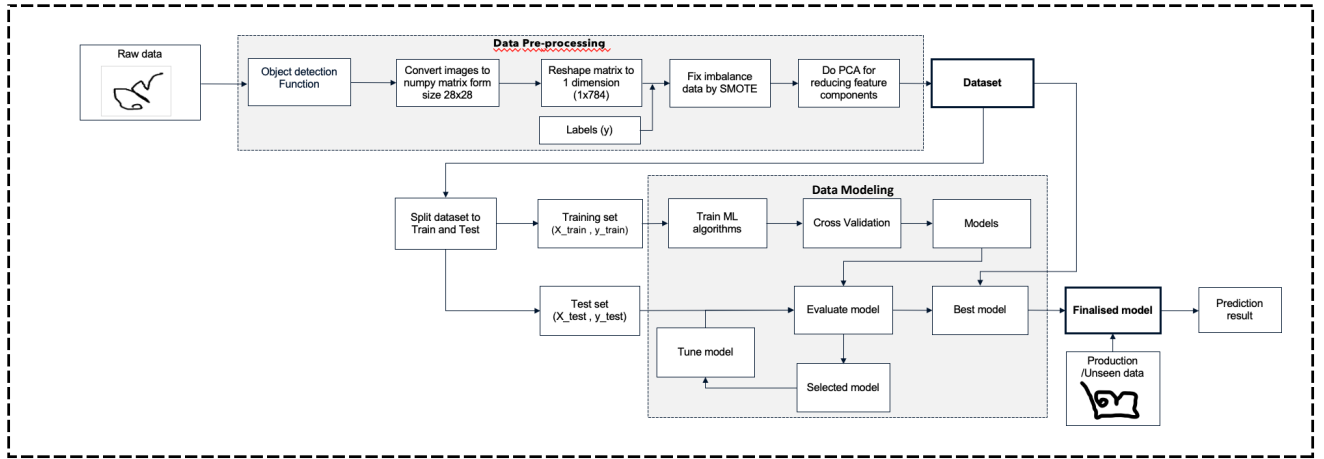 Data Pre-processing
Raw data
Object detection
Function
Convert images to
numpy matrix form
size 28x28
Reshape matrix to
1 dimension
(1x784)
Labels (y)
Fix imbalance
data by SMOTE
Do PCA for
reducing feature
components
Dataset
Split dataset to
Train and Test
Training set
(X_train , y_train)
Test set
(X_test , y_test)
Data Modeling
Train ML
algorithms
Cross Validation
Models
Evaluate model
Best model
Tune model
Selected model
Finalised model
Prediction
result
Production
/Unseen data